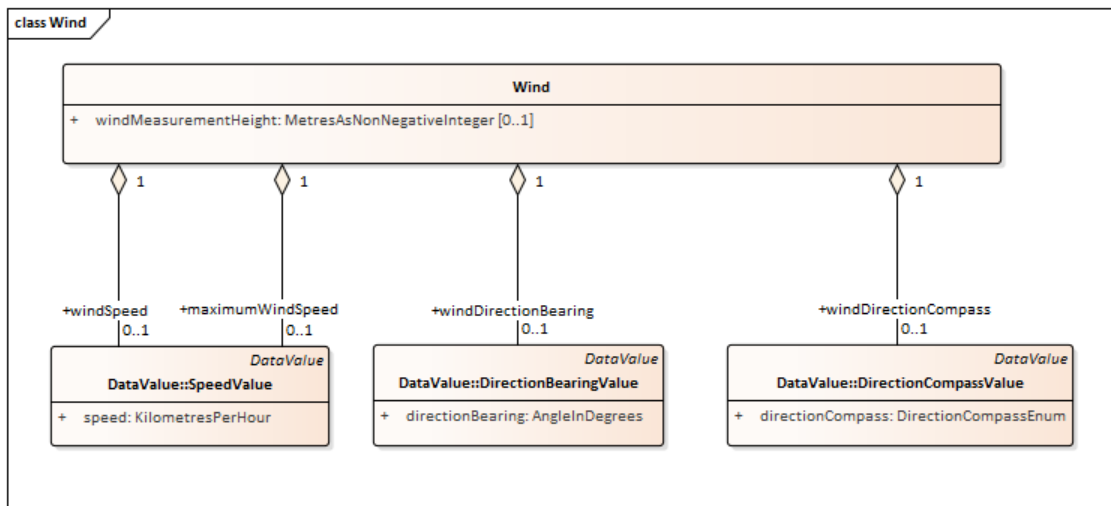 class Wind
Wind
+ windMeasurementHeight: MetresAsNonNegativeInteger [0..1]
1 1 1 1
+windSpeed +maximumWindSpeed +windDirectionBearing +windDirectionCompass
0..1 0..1 0..1 0..1
DataValue DataValue DataValue
DataValue::SpeedValue DataValue::DirectionBearingValue DataValue::DirectionCompassValue
+ speed: KilometresPerHour + directionBearing: AngleInDegrees + directionCompass: DirectionCompassEnum